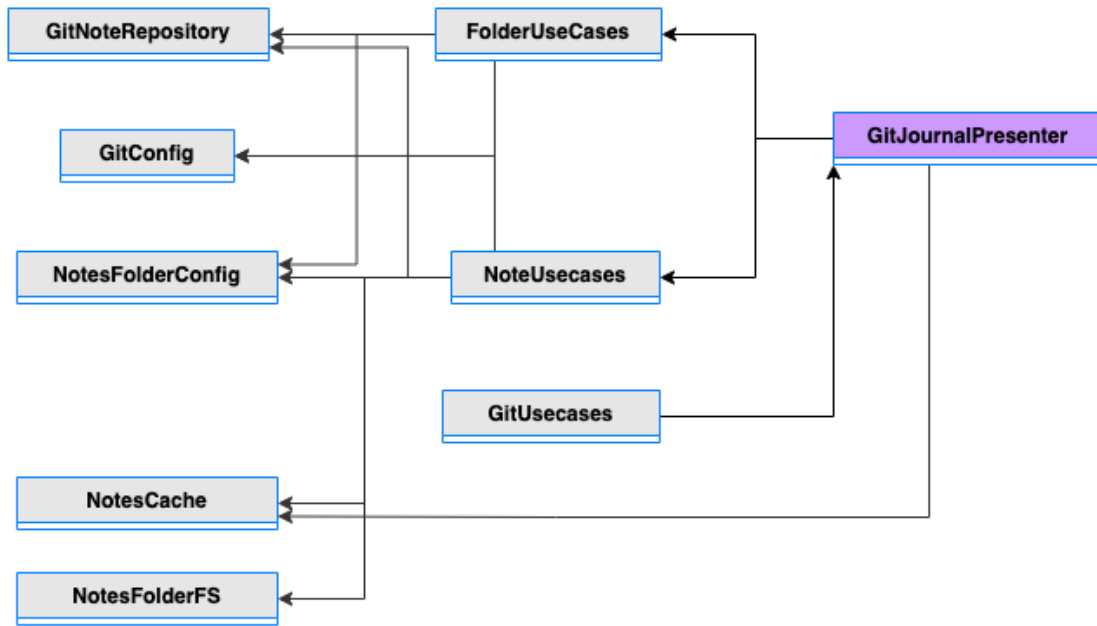 GitNoteRepository
FolderUseCases
GitJournalPresenter
GitConfig
NotesFolderConfig
NoteUsecases
GitUsecases
NotesCache
NotesFolderFS